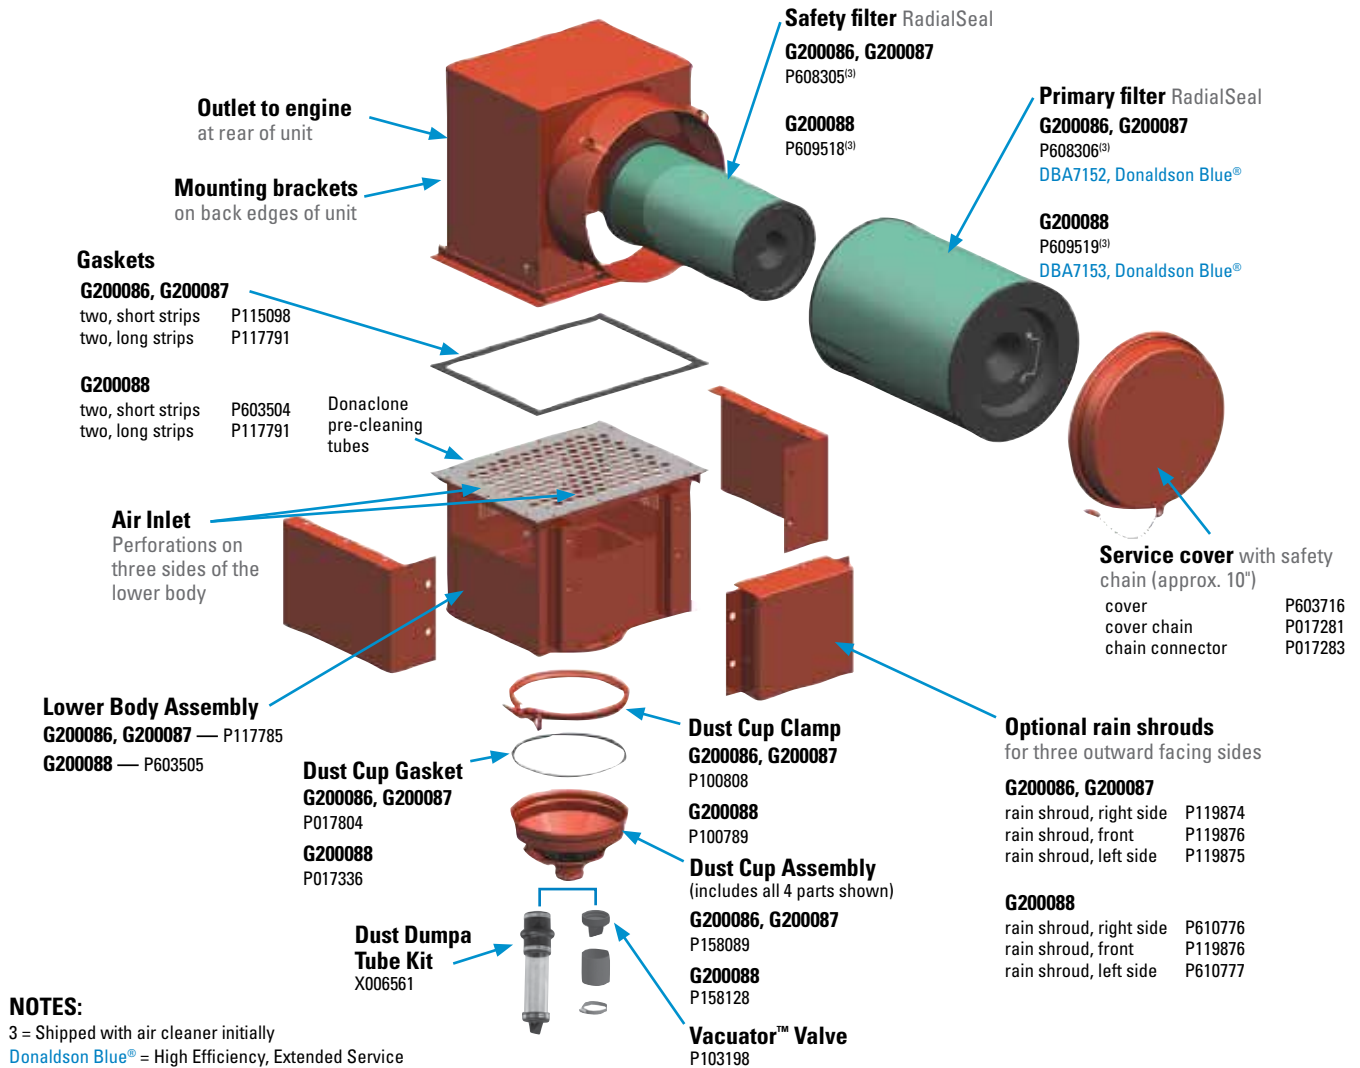 Safety filter RadialSeal
G200086, G200087
P608305(3)
G200088
P609518(3)
Primary filter RadialSeal
G200086, G200087
P608306(3)
DBA7152, Donaldson Blue®
G200088
P609519(3)
DBA7153, Donaldson Blue®
Outlet to engine
at rear of unit
Mounting brackets
on back edges of unit
Gaskets
G200086, G200087
two, short strips P115098
two, long strips P117791
G200088
two, short strips P603504
two, long strips P117791
Donaclone
pre-cleaning
tubes
Air Inlet
Perforations on
three sides of the
lower body
Service cover with safety
chain (approx. 10")
cover P603716
cover chain P017281
chain connector P017283
Lower Body Assembly
G200086, G200087 — P117785
G200088 — P603505
Dust Cup Gasket
G200086, G200087
P017804
G200088
P017336
Dust Cup Clamp
G200086, G200087
P100808
G200088
P100789
Dust Cup Assembly
(includes all 4 parts shown)
G200086, G200087
P158089
G200088
P158128
Optional rain shrouds
for three outward facing sides
G200086, G200087
rain shroud, right side P119874
rain shroud, front P119876
rain shroud, left side P119875
G200088
rain shroud, right side P610776
rain shroud, front P119876
rain shroud, left side P610777
Dust Dumpa
Tube Kit
X006561
Vacuator™ Valve
P103198
NOTES:
3 = Shipped with air cleaner initially
Donaldson Blue® = High Efficiency, Extended Service